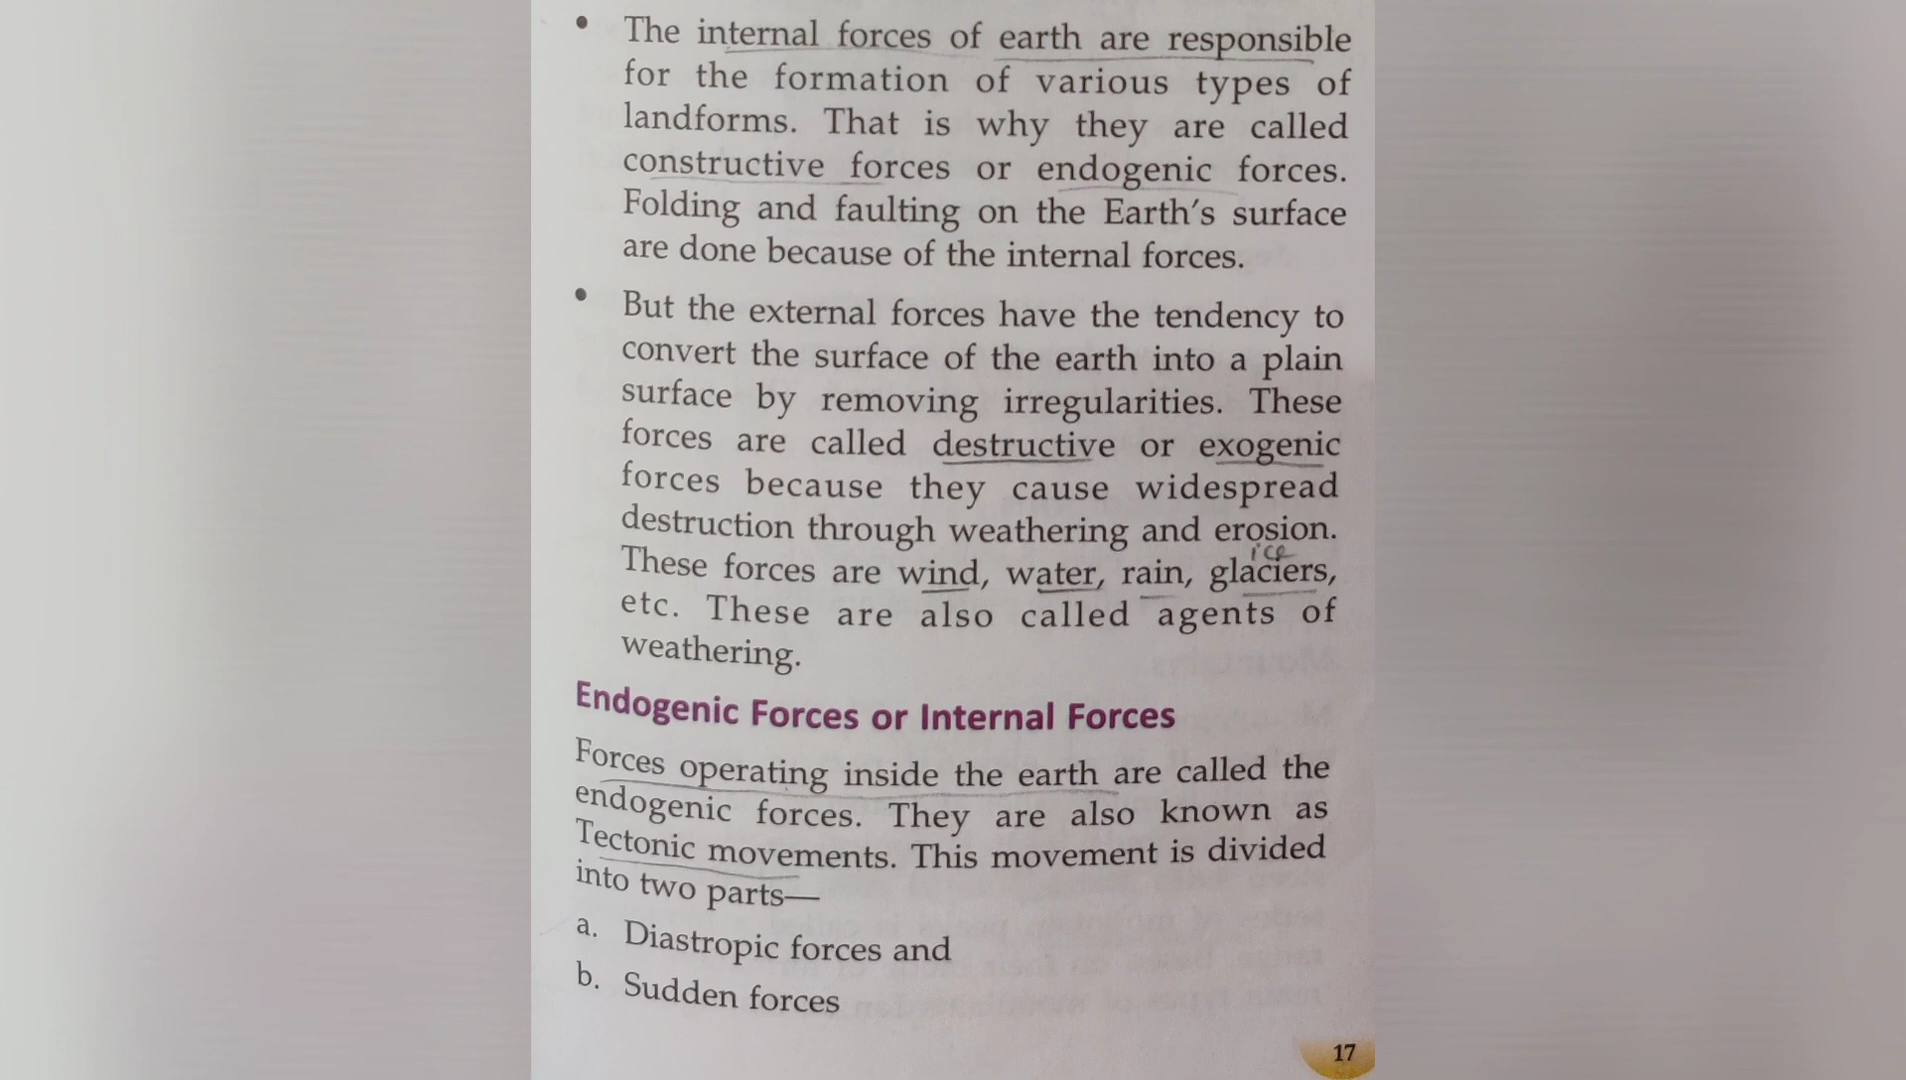 • The internal forces of earth are responsible
for the formation of various types of
landforms. That is why they are called
constructive forces or endogenic forces.
Folding and faulting on the Earth's surface
are done because of the internal forces.
• But the external forces have the tendency to
convert the surface of the earth into a plain
surface by removing irregularities. These
forces are called destructive or exogenic
forces because they cause widespread
destruction through weathering and erosion.
ice
These forces are wind, water, rain, glaciers,
etc. These are also called agents of
weathering.
Endogenic Forces or Internal Forces
Forces operating inside the earth are called the
endogenic forces. They are also known as
Tectonic movements. This movement is divided
into two parts—
a. Diastropic forces and
b. Sudden forces
17